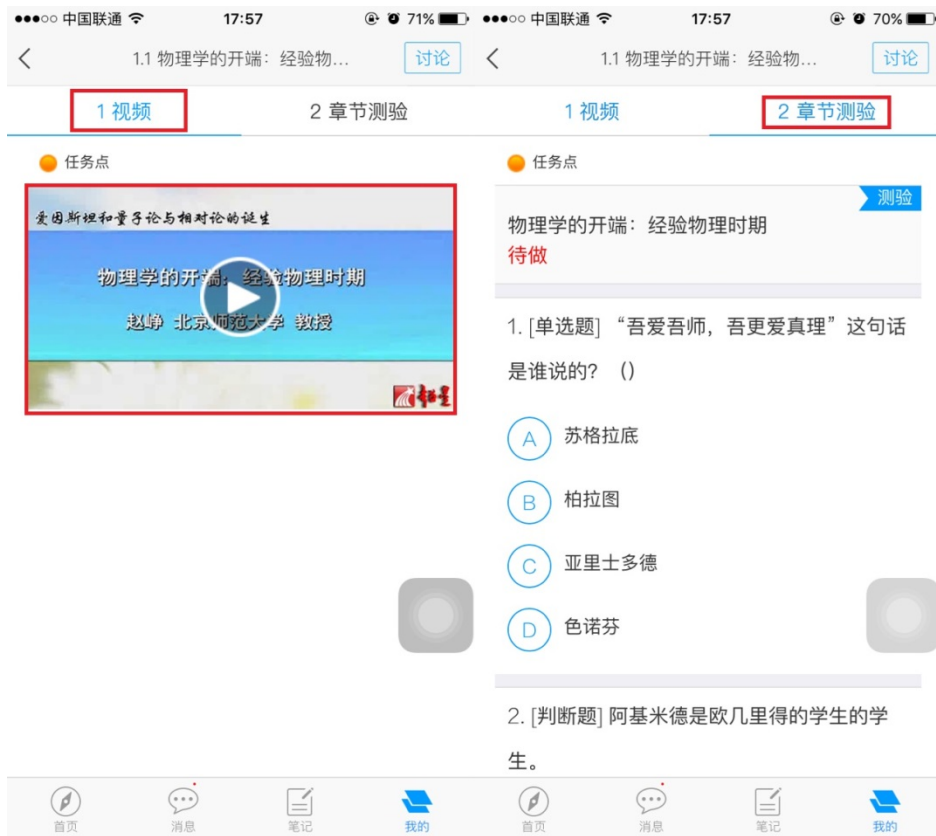 中国联通 17:57 71%
1.1 物理学的开端：经验物... 讨论
1 视频 2 章节测验
任务点
爱因斯坦和量子论与相对论的诞生
物理学的开端：经验物理时期
赵峥 北京师范大学 教授
首页 消息 笔记 我的
中国联通 17:57 70%
1.1 物理学的开端：经验物... 讨论
1 视频 2 章节测验
任务点
测验
物理学的开端：经验物理时期
待做
1. [单选题] “吾爱吾师，吾更爱真理”这句话
是谁说的？（）
A 苏格拉底
B 柏拉图
C 亚里士多德
D 色诺芬
2. [判断题] 阿基米德是欧几里得的学生的学
生。
首页 消息 笔记 我的